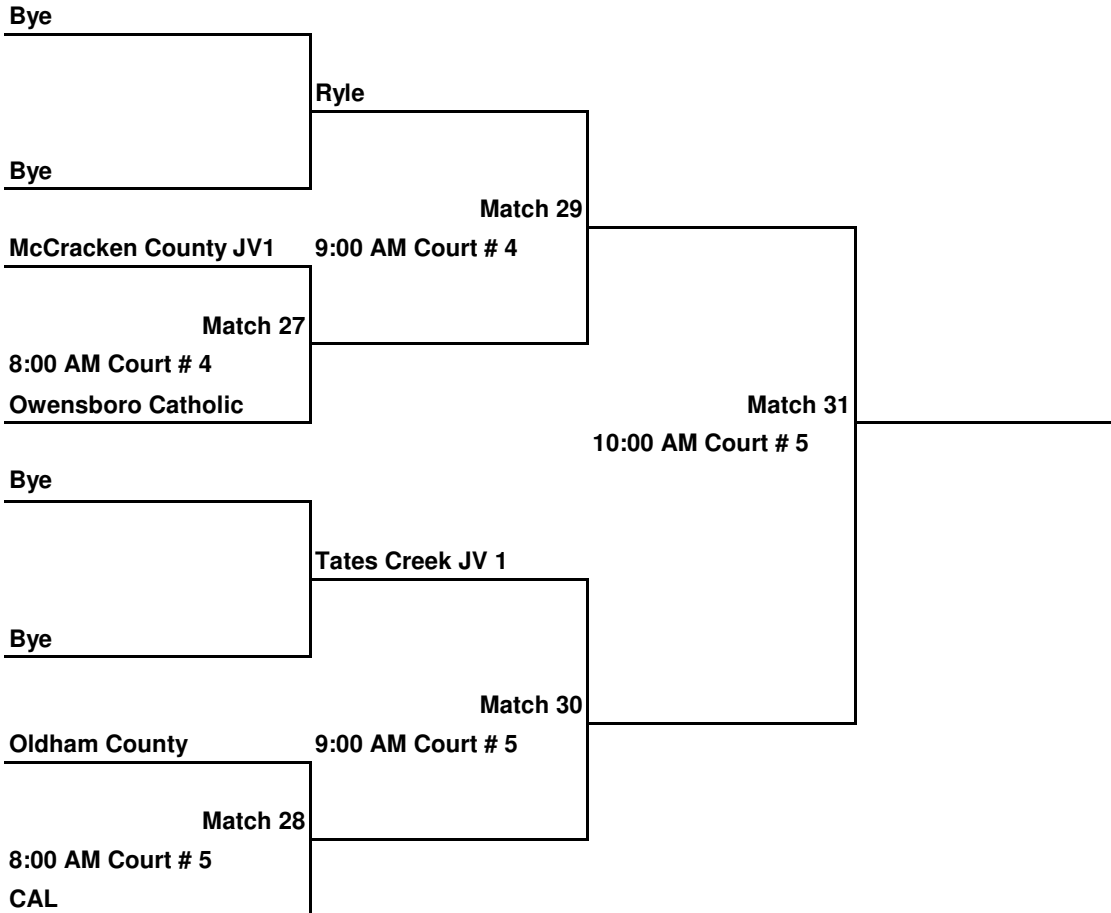 Bye
Ryle
Bye
Match 29
McCracken County JV1 9:00 AM Court # 4
Match 27
8:00 AM Court # 4
Owensboro Catholic
Match 31
10:00 AM Court # 5
Bye
Tates Creek JV 1
Bye
Match 30
Oldham County 9:00 AM Court # 5
Match 28
8:00 AM Court # 5
CAL